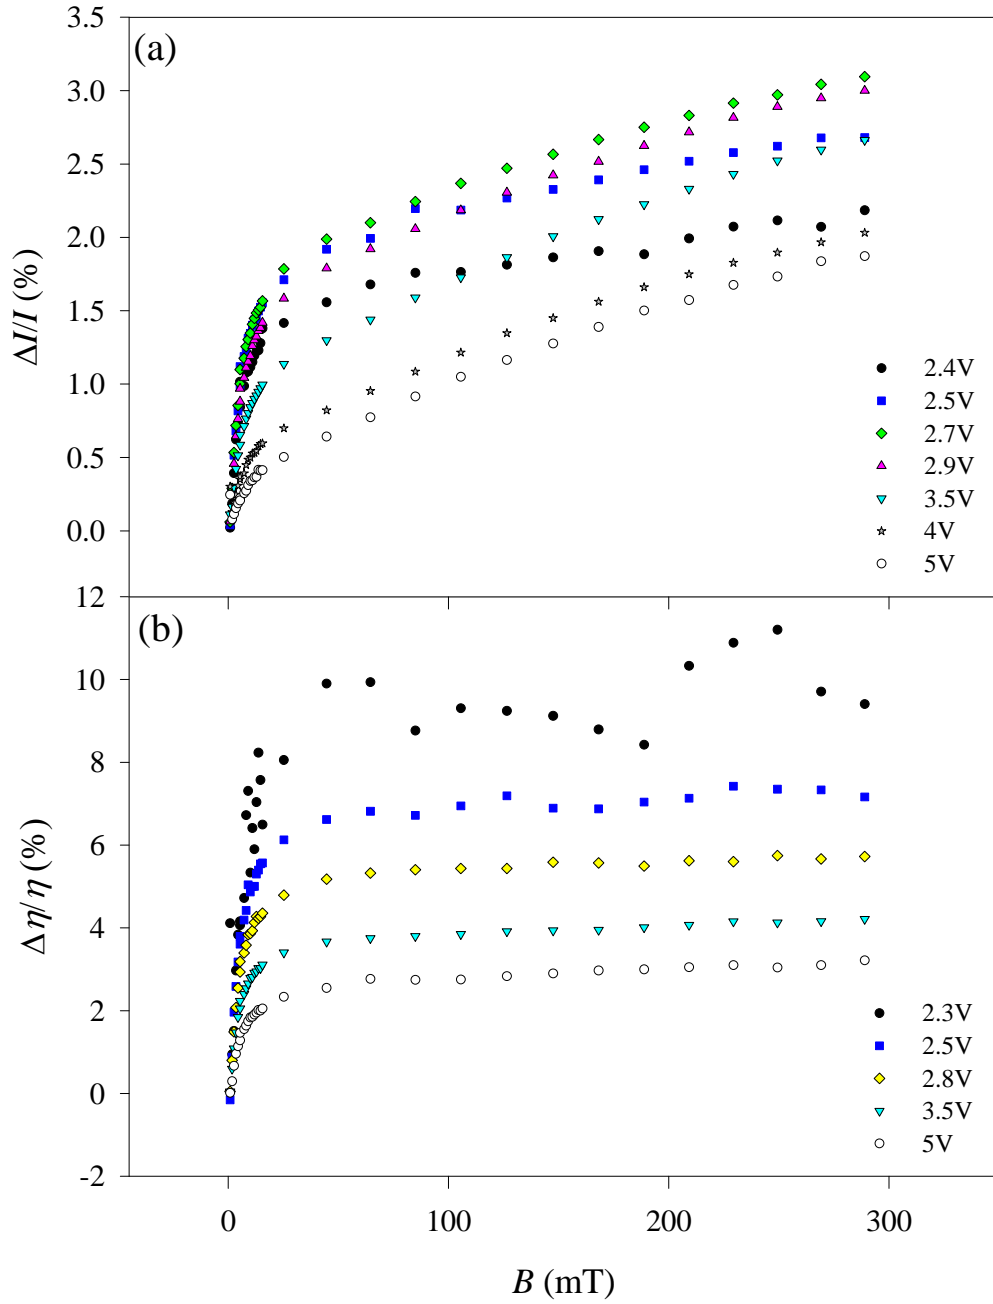 3.5
(a)
3.0
2.5
2.0
1.5
1.0
0.5
0.0
ΔI/I (%)
2.4V
2.5V
2.7V
2.9V
3.5V
4V
5V
12
(b)
10
8
6
4
2
0
-2
Δη/η (%)
2.3V
2.5V
2.8V
3.5V
5V
0 100 200 300
B (mT)